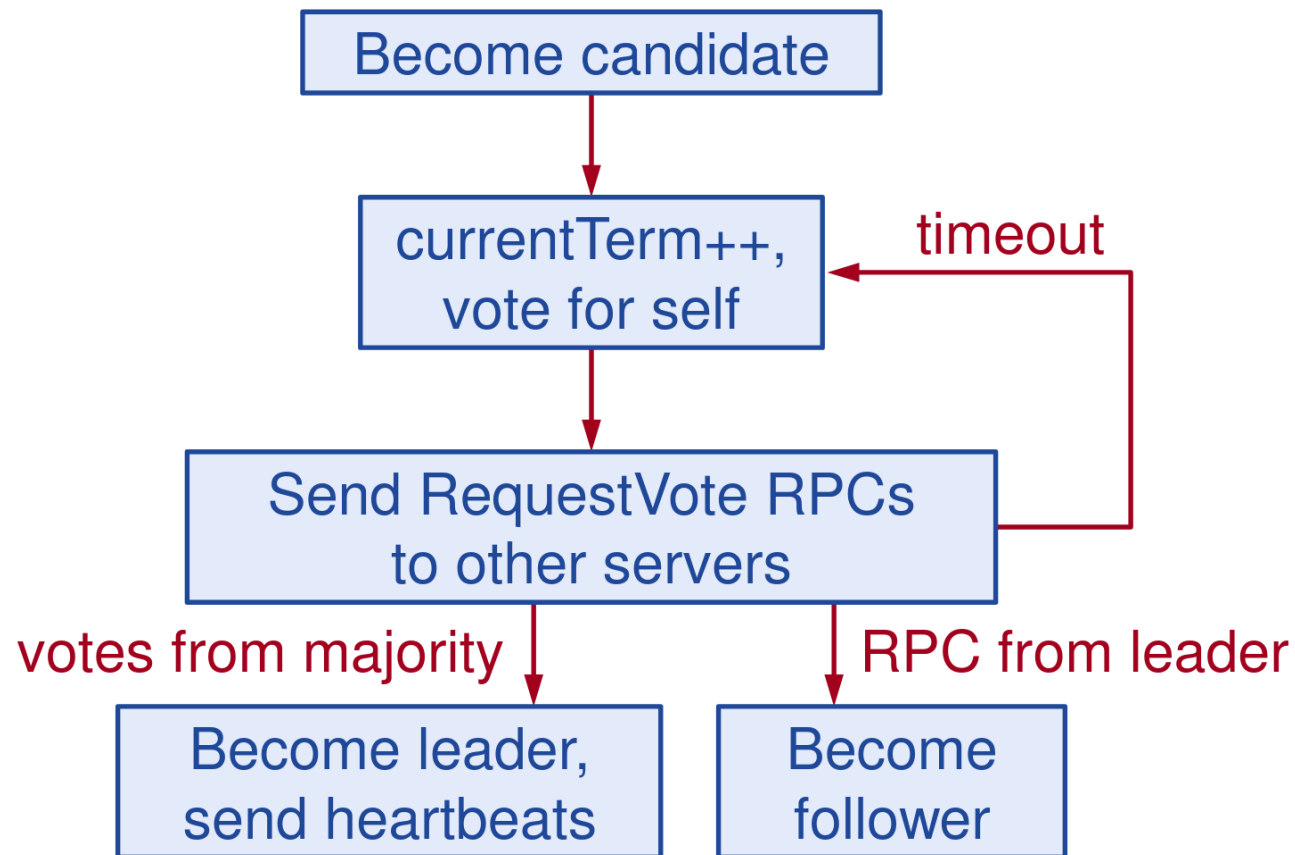 Become candidate
currentTerm++,
vote for self
timeout
Send RequestVote RPCs
to other servers
votes from majority
RPC from leader
Become leader,
send heartbeats
Become
follower